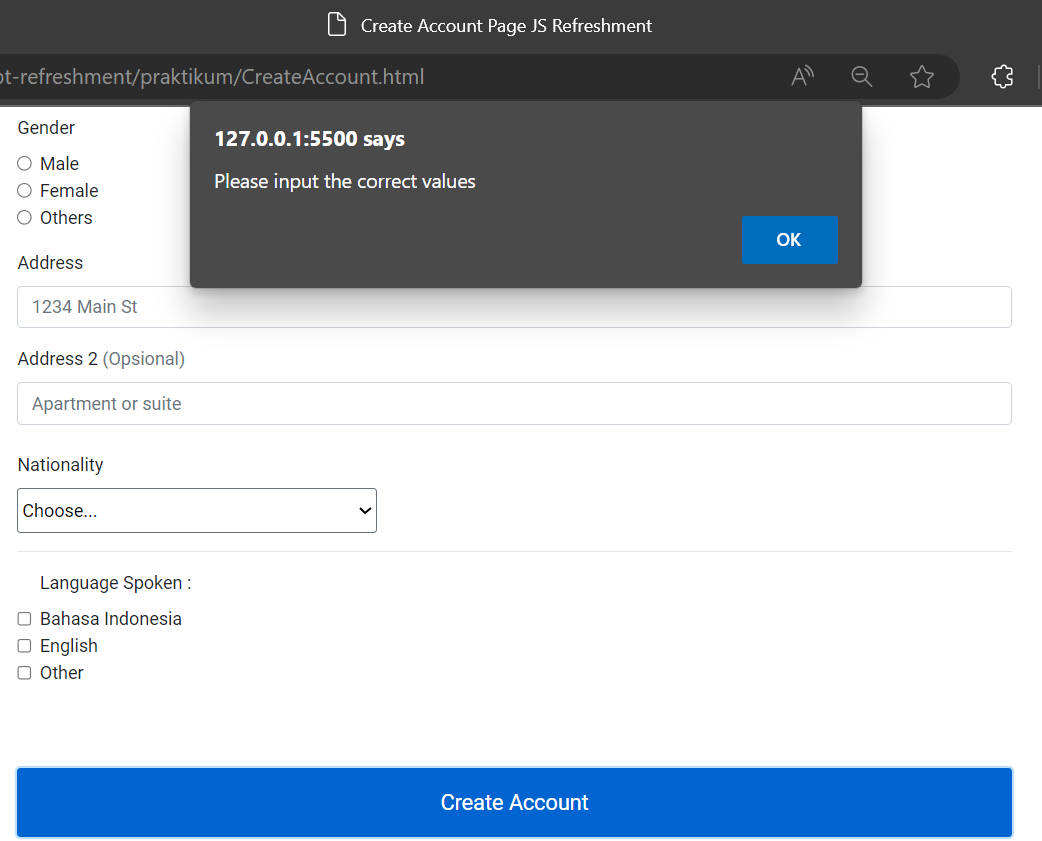 Create Account Page JS Refreshment
ot-refreshment/praktikum/CreateAccount.html
127.0.0.1:5500 says
Please input the correct values
OK
Gender
Male
Female
Others
Address
1234 Main St
Address 2 (Opsional)
Apartment or suite
Nationality
Choose...
Language Spoken :
Bahasa Indonesia
English
Other
Create Account